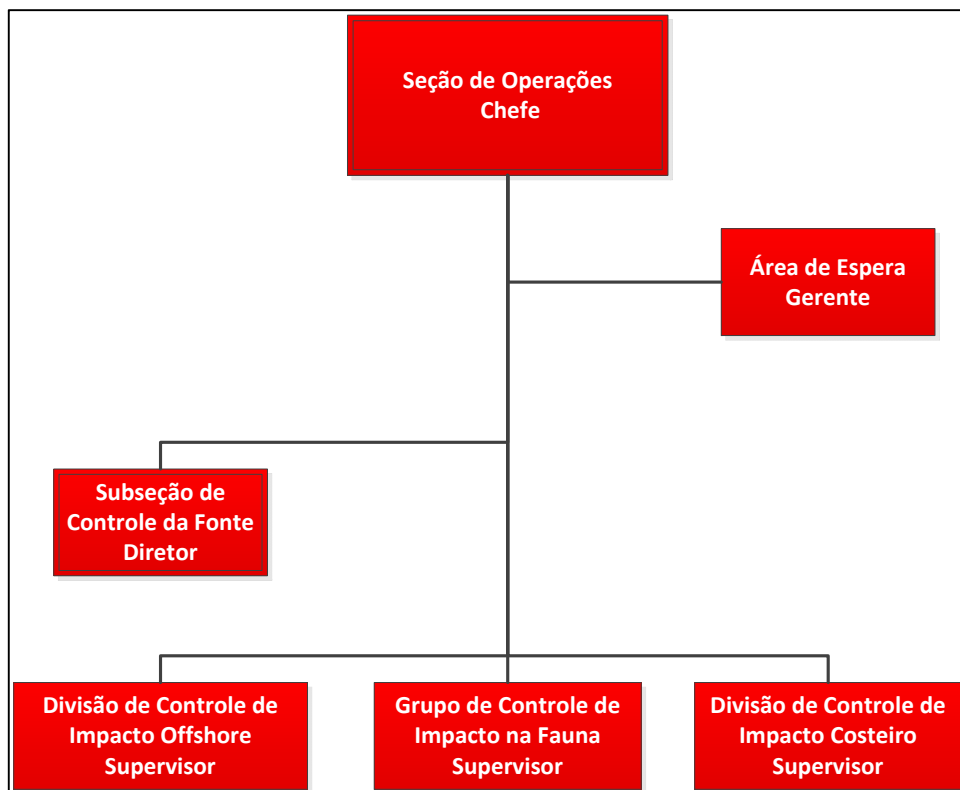 Seção de Operações
Chefe
Área de Espera
Gerente
Subseção de
Controle da Fonte
Diretor
Divisão de Controle de
Impacto Offshore
Supervisor
Grupo de Controle de
Impacto na Fauna
Supervisor
Divisão de Controle de
Impacto Costeiro
Supervisor